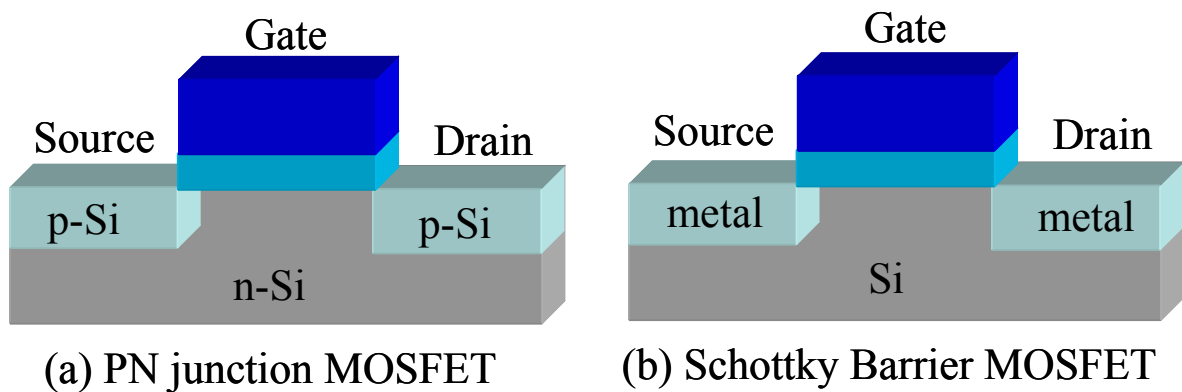 Gate
Source
Drain
p-Si
p-Si
n-Si
(a) PN junction MOSFET
Gate
Source
Drain
metal
metal
Si
(b) Schottky Barrier MOSFET